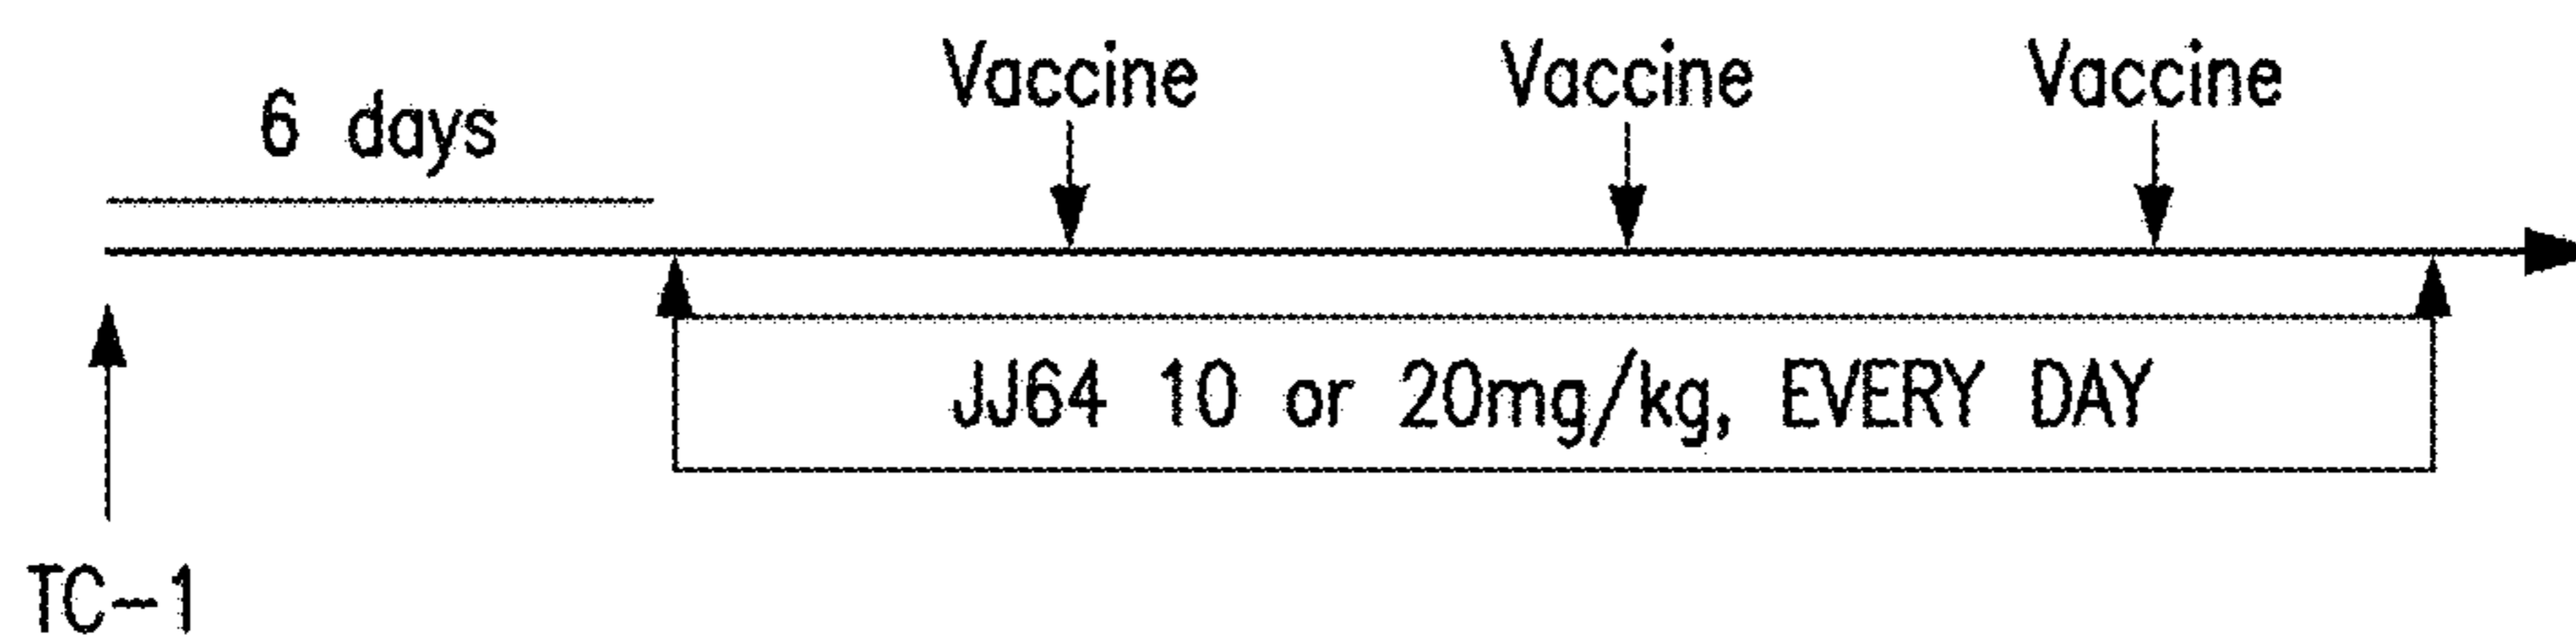 6 days
Vaccine
Vaccine
Vaccine
JJ64 10 or 20mg/kg, EVERY DAY
TC-1